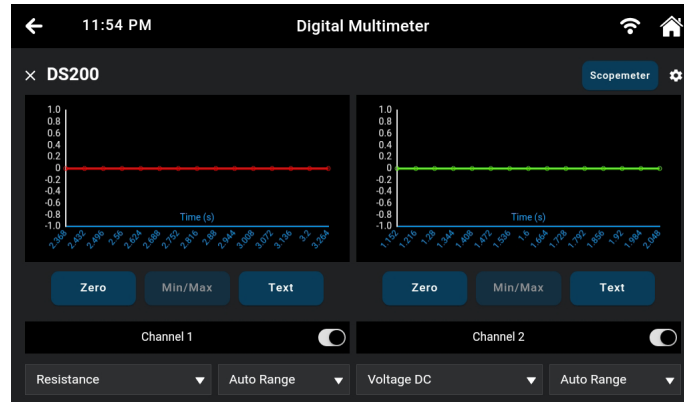 11:54 PM Digital Multimeter
× DS200 Scopemeter
1.0
0.8
0.6
0.4
0.2
0
-0.2
-0.4
-0.6
-0.8
-1.0
Time (s)
2.368 2.432 2.496 2.56 2.624 2.688 2.752 2.816 2.88 2.944 3.008 3.072 3.136 3.2 3.264
1.0
0.8
0.6
0.4
0.2
0
-0.2
-0.4
-0.6
-0.8
-1.0
Time (s)
1.152 1.216 1.28 1.344 1.408 1.472 1.536 1.6 1.664 1.728 1.792 1.856 1.92 1.984 2.048
Zero Min/Max Text Zero Min/Max Text
Channel 1 Channel 2
Resistance Auto Range Voltage DC Auto Range